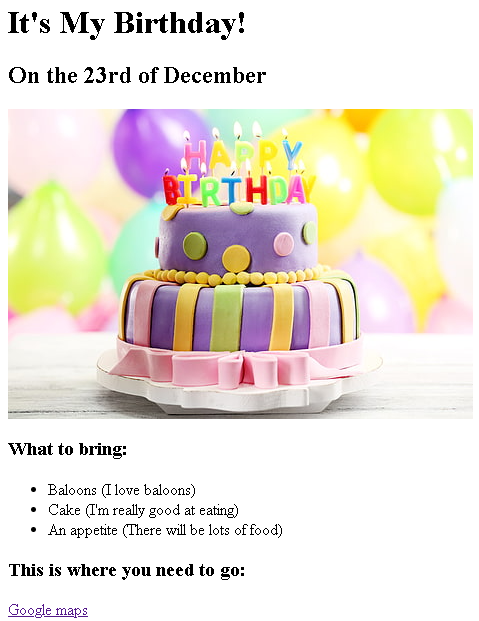 It's My Birthday!
On the 23rd of December
HAPPY
BIRTHDAY
What to bring:
Baloons (I love baloons)
Cake (I'm really good at eating)
An appetite (There will be lots of food)
This is where you need to go:
Google maps